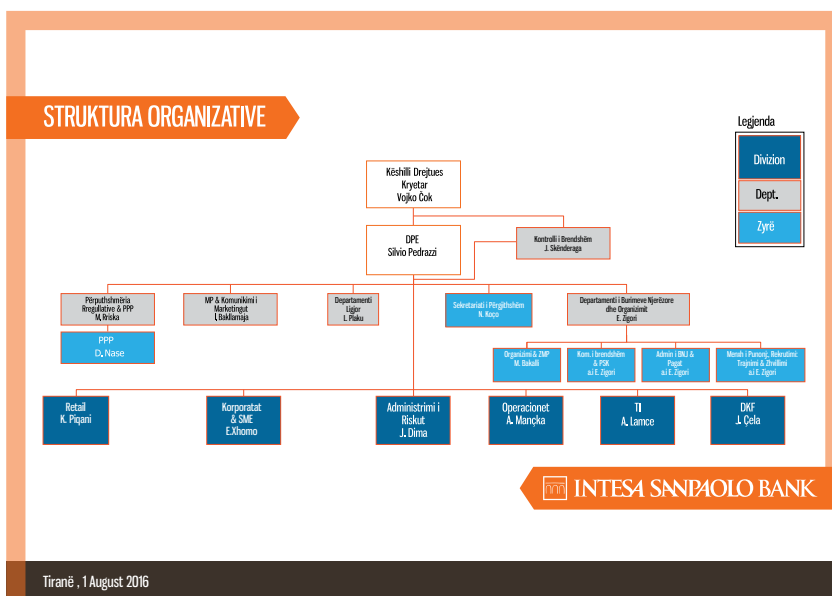 STRUKTURA ORGANIZATIVE
Legjenda
Divizion
Dept.
Zyrë
Këshilli Drejtues
Kryetar
Vojko Čok
DPE
Silvio Pedrazzi
Kontrolli i Brendshëm
J. Skënderaga
Përputhshmëria
Rregullative & PPP
M. Rriska
MP & Komunikimi i
Marketingut
I. Bakllamaja
Departamenti
Ligjor
L. Plaku
Sekretariati i Përgjithshëm
N. Koço
Departamenti i Burimeve Njerëzore
dhe Organizimit
E. Zigori
PPP
D. Nase
Organizimi & ZMP
M. Bakalli
Kom. i brendshëm
& PSK
a.i E. Zigori
Admin i BNJ &
Pagat
a.i E. Zigori
Menxh i Punonj. Rekrutimi;
Trajnimi & Zhvillimi
a.i E. Zigori
Retail
K. Piqani
Korporatat
& SME
E.Xhomo
Administrimi i
Riskut
J. Dima
Operacionet
A. Mançka
TI
A. Lamce
DKF
J. Çela
INTESA SANPAOLO BANK
Tiranë , 1 August 2016